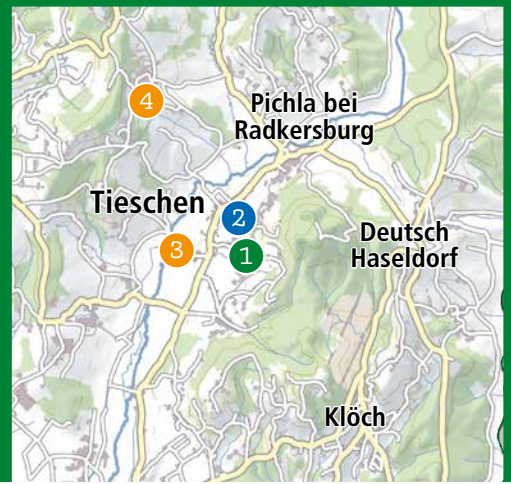 4
Pichla bei
Radkersburg
Tieschen
2
3
1
Deutsch
Haseldorf
Klöch